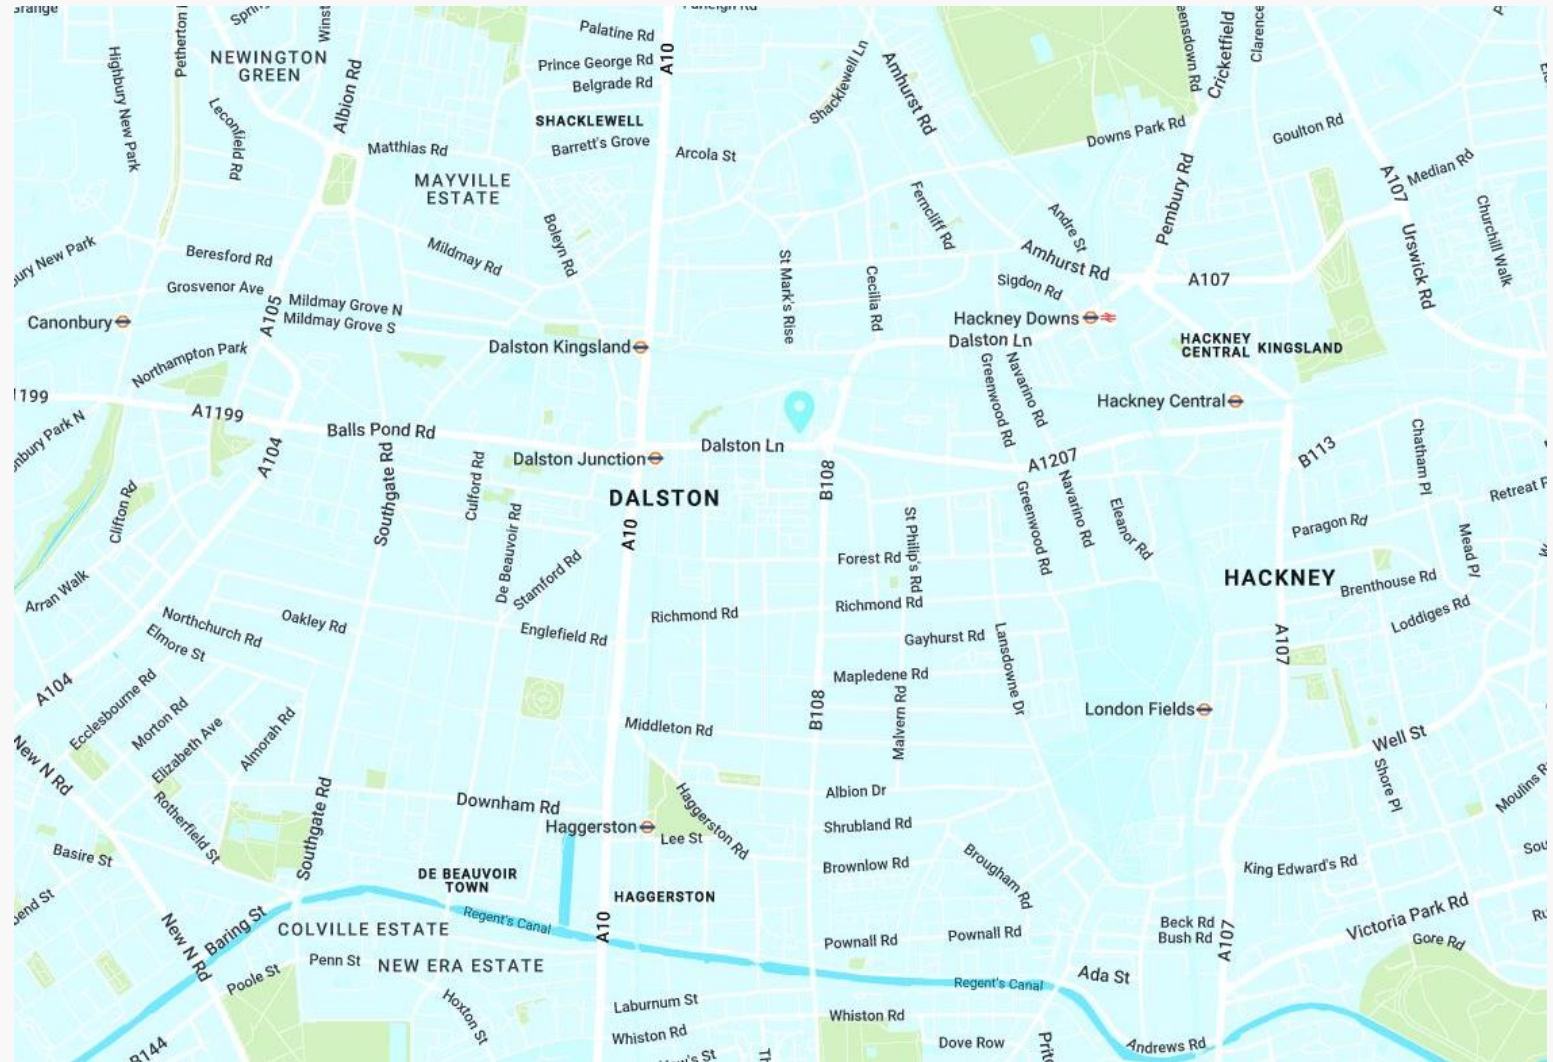 Palatine Rd
Prince George Rd
A10
Belgrade Rd
SHACKLEWELL
Barrett's Grove
Arcola St
Shacklewell Ln
Amhurst Rd
Downs Park Rd
Cricketfield
Clarence
Goulton Rd
Median Rd
A107
Churchill Walk
Urswick Rd
Pembury Rd
NEWINGTON
GREEN
Highbury New Park
Leconfield Rd
Albion Rd
Matthias Rd
MAYVILLE
ESTATE
Boleyn Rd
Mildmay Rd
Beresford Rd
Grosvenor Ave
Mildmay Grove N
Mildmay Grove S
A105
Canonbury
Northampton Park
Dalston Kingsland
St Mark's Rise
Cecilia Rd
Ferncliff Rd
Andre St
Amhurst Rd
Sigdon Rd
A107
Hackney Downs
Dalston Ln
HACKNEY
CENTRAL
KINGSLAND
Greenwood Rd
Navarino Rd
Hackney Central
A1199
Balls Pond Rd
A104
Southgate Rd
Culford Rd
Dalston Junction
Dalston Ln
DALSTON
B108
A1207
B113
Chatham Pl
Paragon Rd
Mead Pl
Clifton Rd
De Beauvoir Rd
Stamford Rd
A10
St Philip's Rd
Forest Rd
Greenwood Rd
Navarino Rd
Eleanor Rd
HACKNEY
Brenthouse Rd
Loddiges Rd
Arran Walk
Northchurch Rd
Elmore St
Oakley Rd
Englefield Rd
Richmond Rd
Richmond Rd
Gayhurst Rd
Lansdowne Dr
A107
A104
Ecclesbourne Rd
Morton Rd
Elizabeth Ave
Almorah Rd
Mapledene Rd
B108
Malvern Rd
Middleton Rd
London Fields
Well St
Shore Pl
New N Rd
Rotherfield St
Southgate Rd
Downham Rd
Haggerston
Lee St
Haggerston Rd
Albion Dr
Shrubland Rd
Brownlow Rd
Brougham Rd
King Edward's Rd
Basire St
DE BEAUVOIR
TOWN
HAGGERSTON
Regent's Canal
A10
Baring St
COLVILLE ESTATE
New N Rd
Penn St
NEW ERA ESTATE
Poole St
Hoxton St
Pownall Rd
Pownall Rd
Beck Rd
Bush Rd
A107
Victoria Park Rd
Gore Rd
Regent's Canal
Ada St
Laburnum St
Whiston Rd
Whiston Rd
Dove Row
Andrews Rd